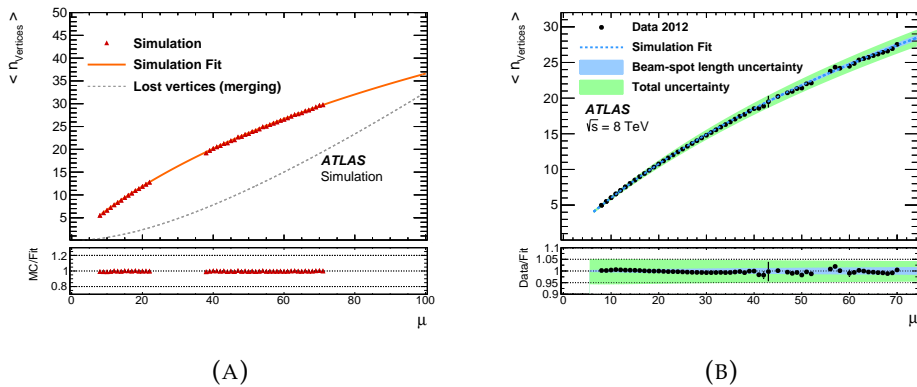 < n_Vertices >
50
45
40
35
30
25
20
15
10
5
Simulation
Simulation Fit
Lost vertices (merging)
ATLAS
Simulation
MC/Fit
1.2
1
0.8
0 20 40 60 80 100
μ
(A)
< n_Vertices >
30
25
20
15
10
5
Data 2012
Simulation Fit
Beam-spot length uncertainty
Total uncertainty
ATLAS
√s = 8 TeV
Data/Fit
1.05
1.0
0.95
0.9
0 10 20 30 40 50 60 70
μ
(B)